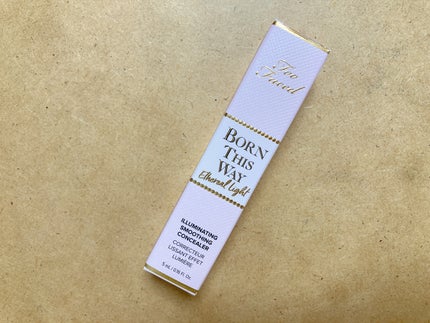 Too
Faced
BORN
THIS
WAY
Ethereal Light
ILLUMINATING
SMOOTHING
CONCEALER
CORRECTEUR
LISSANT EFFET
LUMIÈRE
5 mL / 0.16 Fl. Oz.